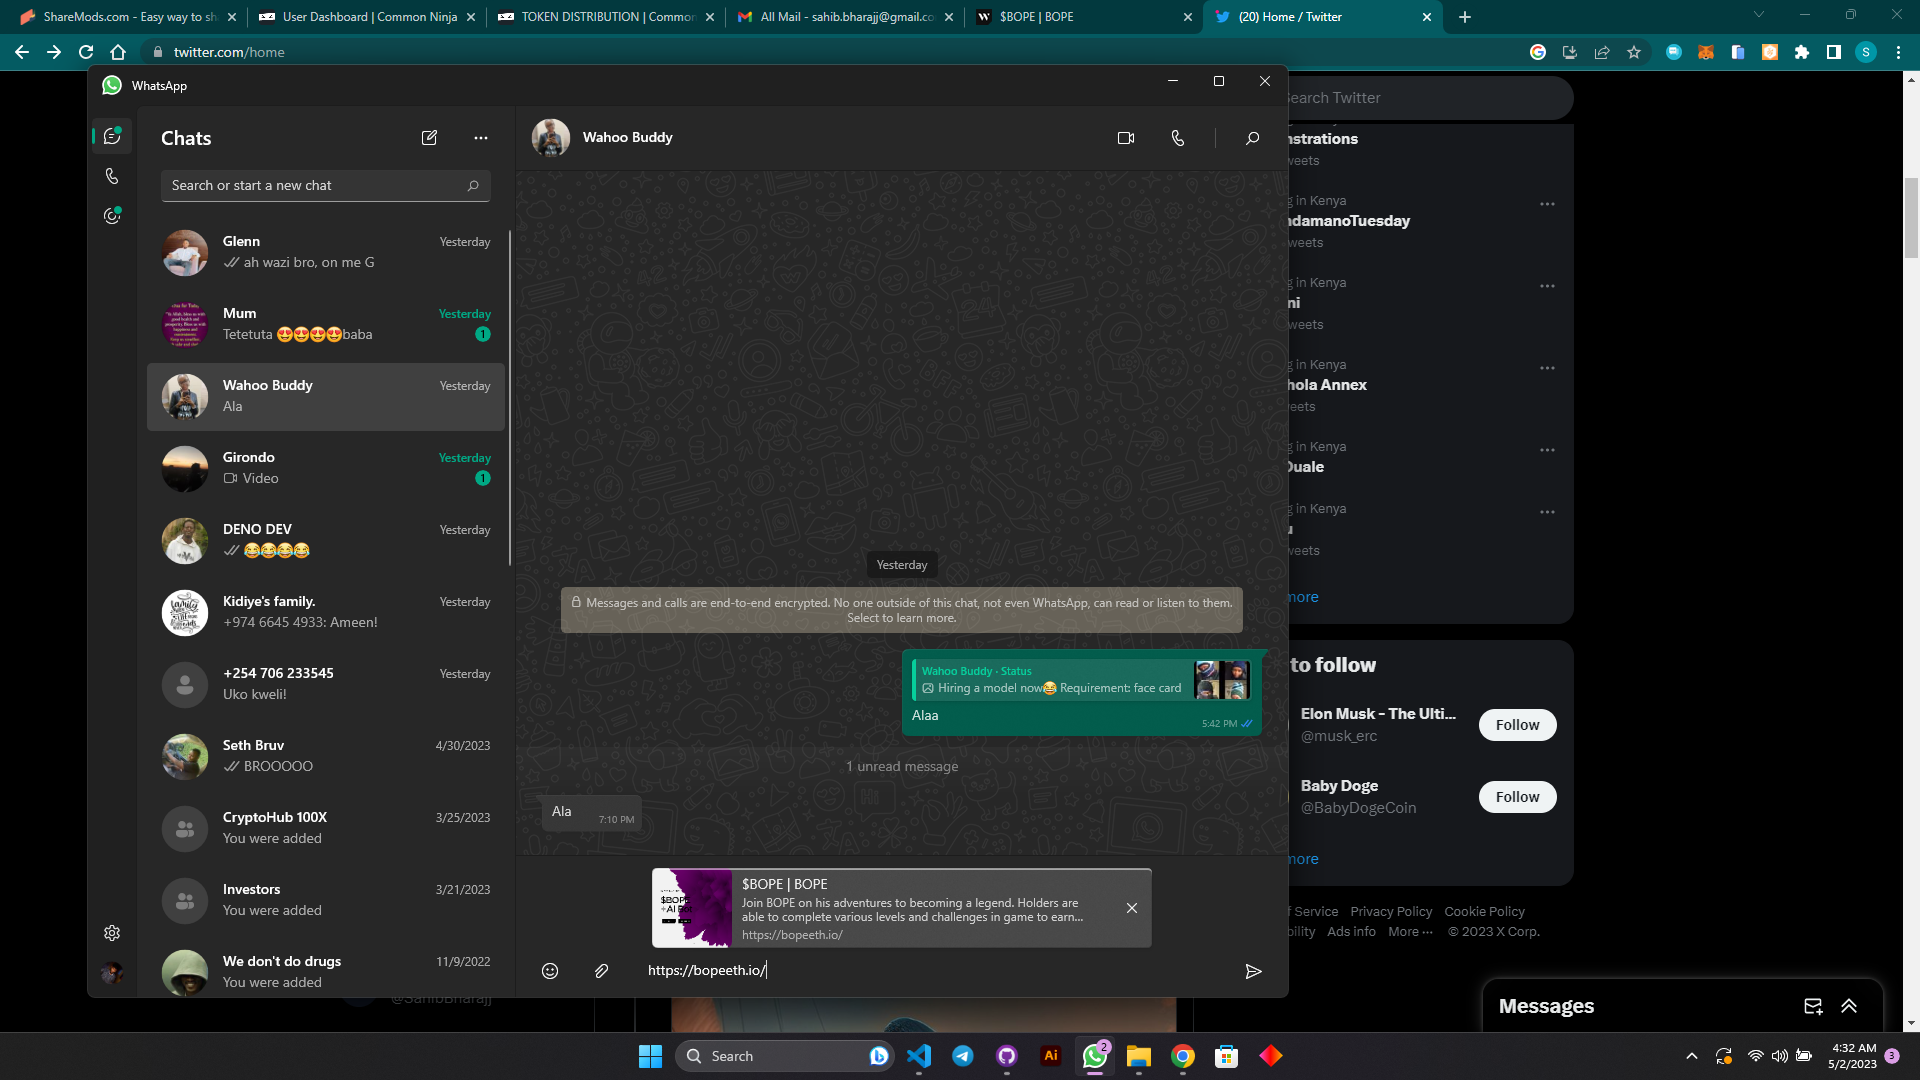 ShareMods.com - Easy way to sh
User Dashboard | Common Ninja
TOKEN DISTRIBUTION | Common
All Mail - sahib.bharajj@gmail.co
$BOPE | BOPE
(20) Home / Twitter
twitter.com/home
S
WhatsApp
Chats
Search or start a new chat
Glenn
Yesterday
ah wazi bro, on me G
Mum
Yesterday
Tetetuta 😍😍😍😍baba
1
Wahoo Buddy
Yesterday
Ala
Girondo
Yesterday
Video
1
DENO DEV
Yesterday
😂😂😂😂
Kidiye's family.
Yesterday
+974 6645 4933: Ameen!
+254 706 233545
Yesterday
Uko kweli!
Seth Bruv
4/30/2023
BROOOOO
CryptoHub 100X
3/25/2023
You were added
Investors
3/21/2023
You were added
We don't do drugs
11/9/2022
You were added
Wahoo Buddy
Yesterday
Messages and calls are end-to-end encrypted. No one outside of this chat, not even WhatsApp, can read or listen to them.
Select to learn more.
Wahoo Buddy · Status
Hiring a model now😂 Requirement: face card
Alaa
5:42 PM
1 unread message
Ala
7:10 PM
$BOPE
+AI Bot
$BOPE | BOPE
Join BOPE on his adventures to becoming a legend. Holders are
able to complete various levels and challenges in game to earn...
https://bopeeth.io/
https://bopeeth.io/
earch Twitter
nstrations
weets
g in Kenya
ndamanoTuesday
weets
g in Kenya
ni
weets
g in Kenya
hola Annex
eets
g in Kenya
Duale
g in Kenya
u
weets
more
to follow
Elon Musk - The Ulti...
@musk_erc
Follow
Baby Doge
@BabyDogeCoin
Follow
more
f Service Privacy Policy Cookie Policy
bility Ads info More ··· © 2023 X Corp.
@SahibBharajj
Messages
Search
Ai
2
4:32 AM
5/2/2023
3